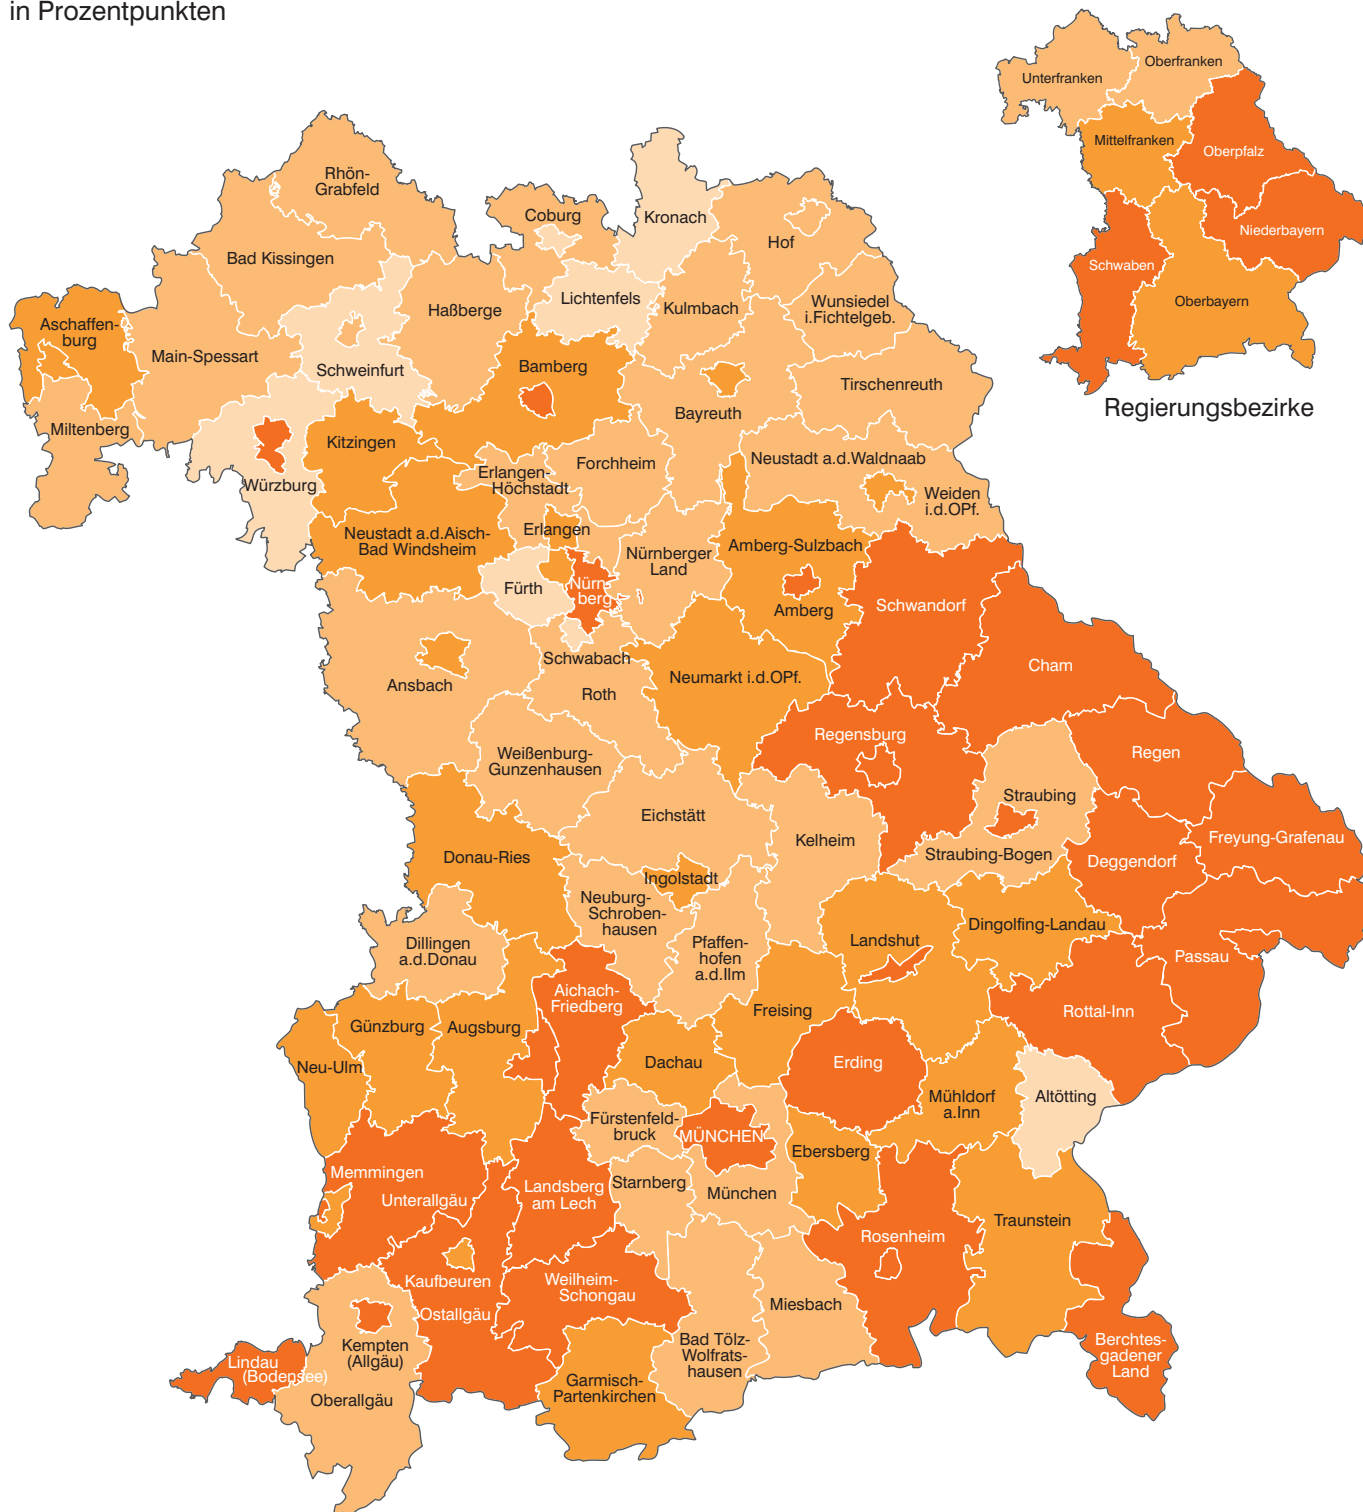 in Prozentpunkten
Unterfranken
Oberfranken
Mittelfranken
Oberpfalz
Niederbayern
Schwaben
Oberbayern
Regierungsbezirke
Rhön-
Grabfeld
Coburg
Kronach
Hof
Bad Kissingen
Lichtenfels
Haßberge
Kulmbach
Wunsiedel
i.Fichtelgeb.
Aschaffen-
burg
Main-Spessart
Schweinfurt
Bamberg
Tirschenreuth
Bayreuth
Miltenberg
Kitzingen
Neustadt a.d.Waldnaab
Forchheim
Erlangen-
Höchstadt
Würzburg
Weiden
i.d.OPf.
Neustadt a.d.Aisch-
Bad Windsheim
Erlangen
Nürnberger
Land
Amberg-Sulzbach
Fürth
Nürn-
berg
Amberg
Schwandorf
Schwabach
Cham
Ansbach
Roth
Neumarkt i.d.OPf.
Regensburg
Weißenburg-
Gunzenhausen
Regen
Straubing
Eichstätt
Kelheim
Freyung-Grafenau
Donau-Ries
Straubing-Bogen
Deggendorf
Ingolstadt
Neuburg-
Schroben-
hausen
Dingolfing-Landau
Dillingen
a.d.Donau
Pfaffen-
hofen
a.d.Ilm
Landshut
Passau
Aichach-
Friedberg
Freising
Rottal-Inn
Günzburg
Augsburg
Neu-Ulm
Dachau
Erding
Mühldorf
a.Inn
Altötting
Fürstenfeld-
bruck
MÜNCHEN
Ebersberg
Memmingen
Unterallgäu
Landsberg
am Lech
Starnberg
München
Traunstein
Rosenheim
Kaufbeuren
Weilheim-
Schongau
Ostallgäu
Miesbach
Kempten
(Allgäu)
Bad Tölz-
Wolfrats-
hausen
Berchtes-
gadener
Land
Lindau
(Bodensee)
Garmisch-
Partenkirchen
Oberallgäu